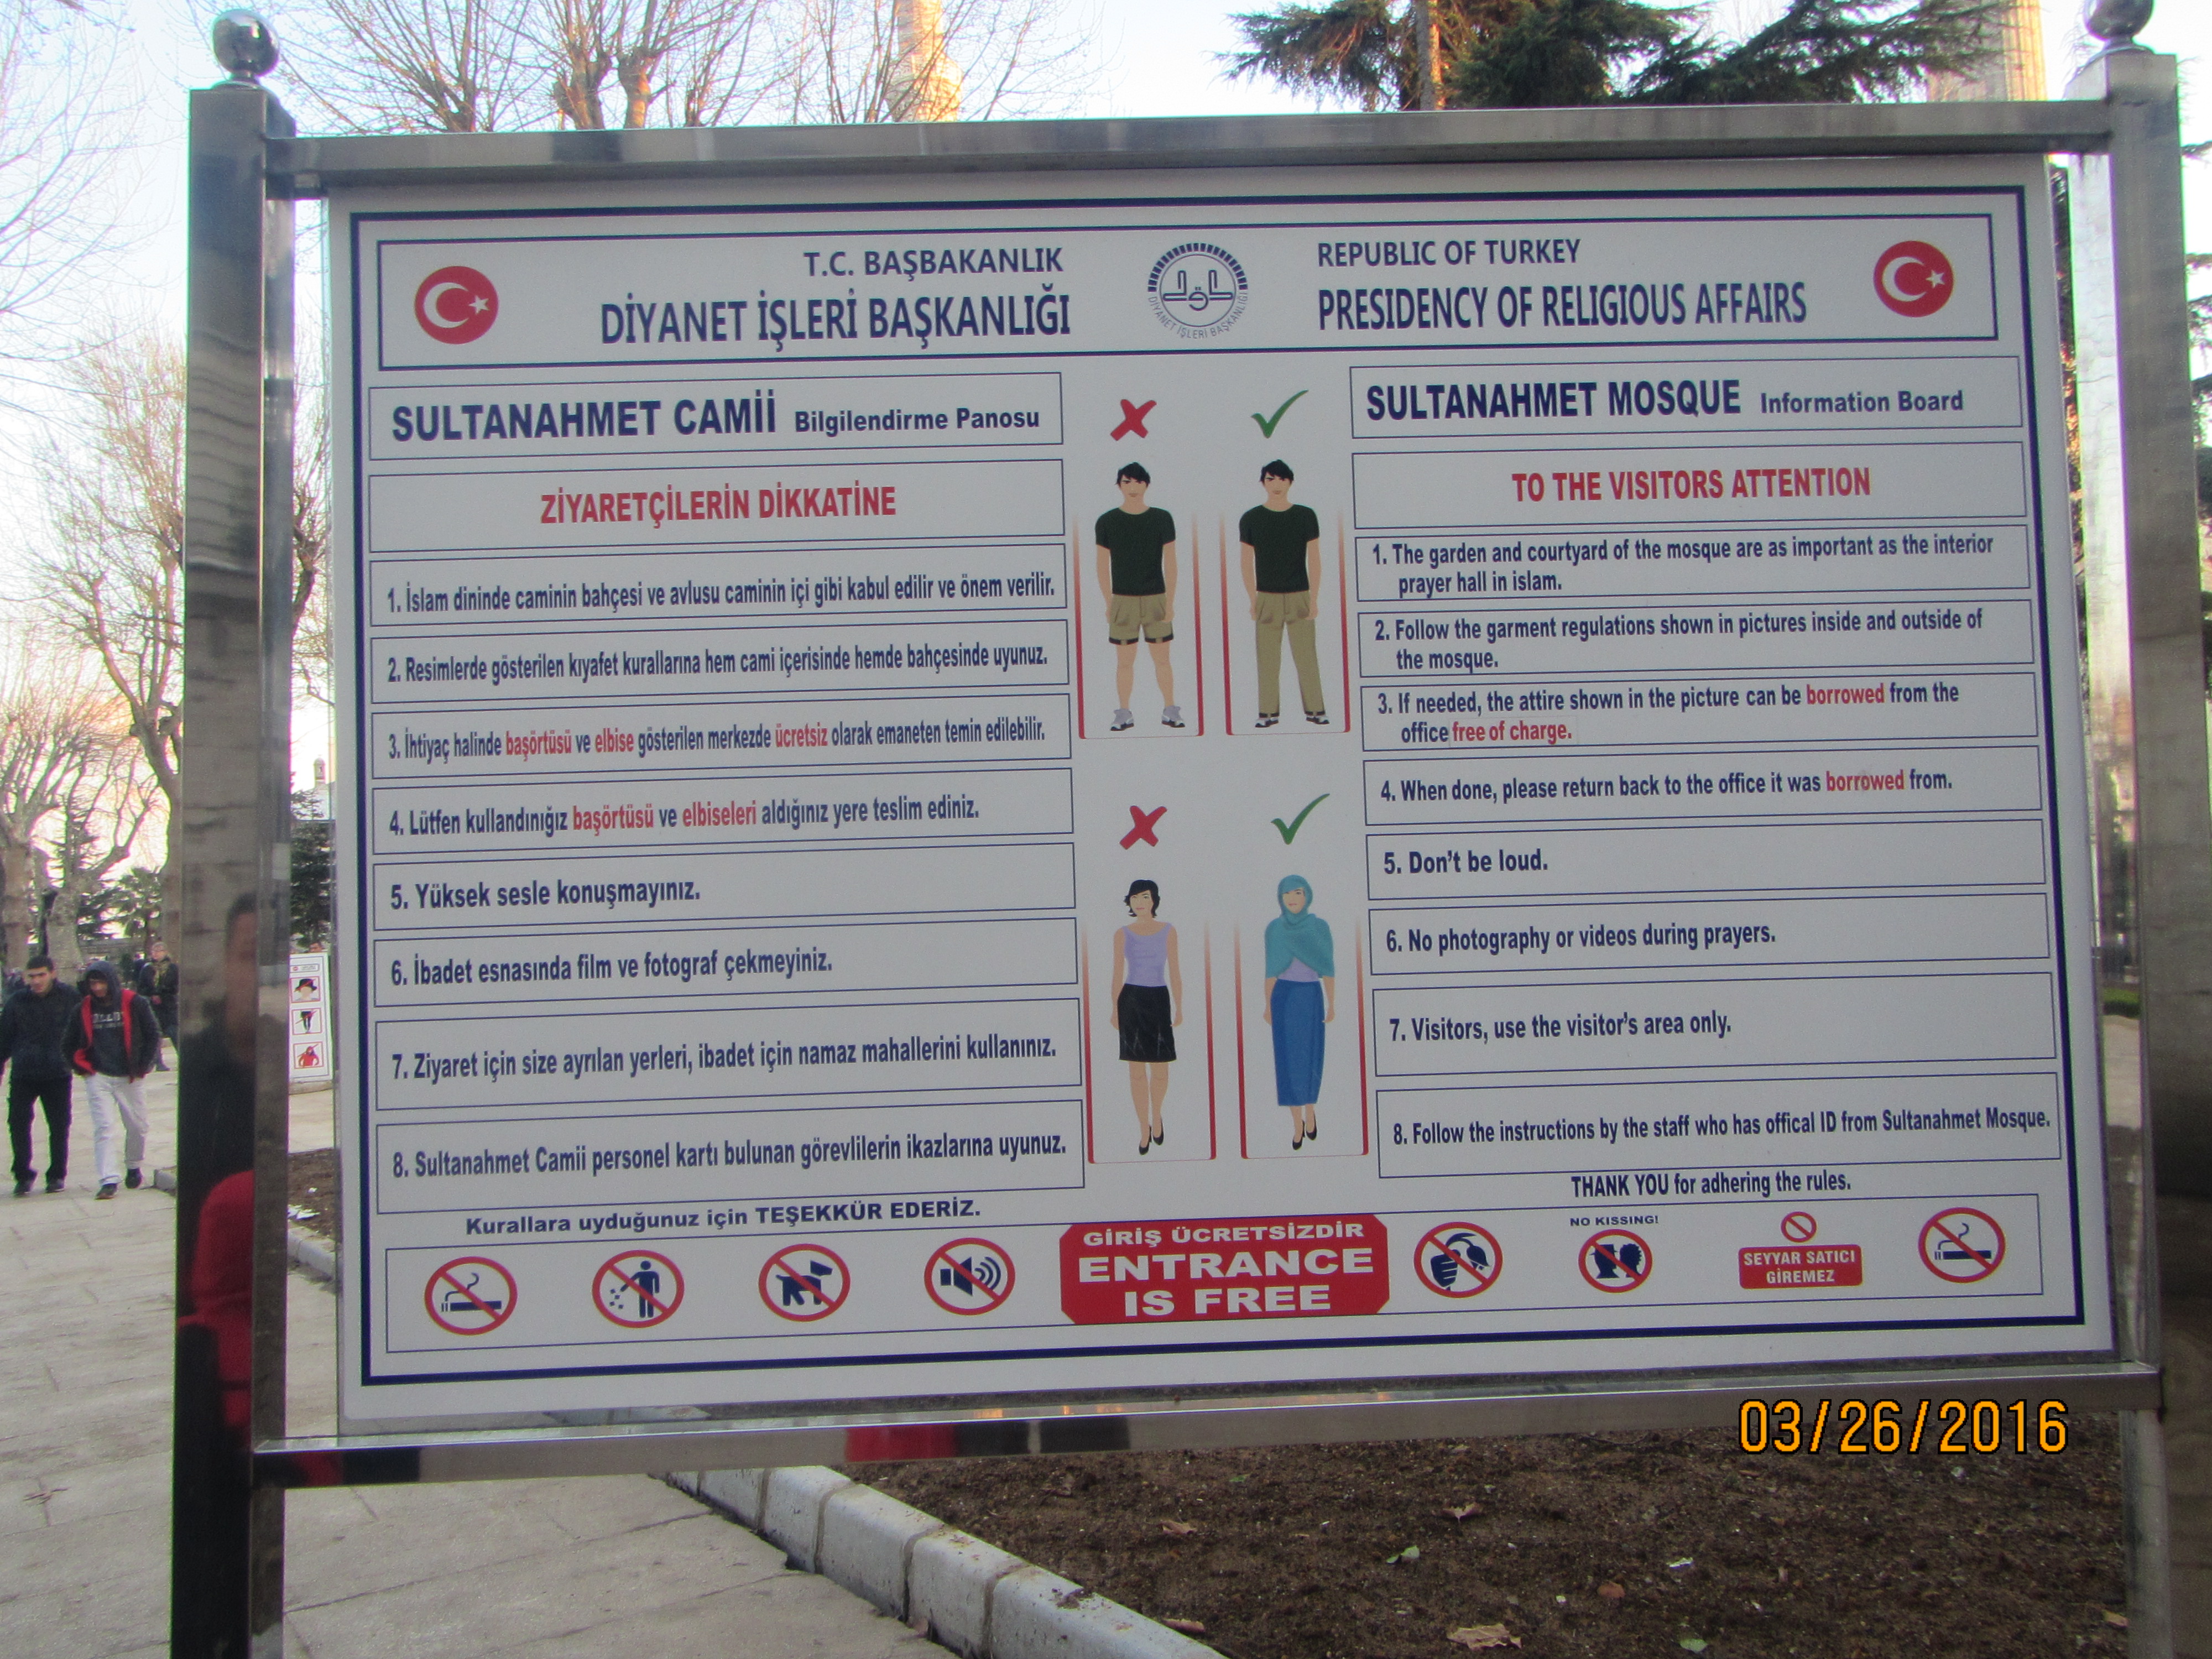 T.C. BAŞBAKANLIK
DİYANET İŞLERİ BAŞKANLIĞI
DİYANET İŞLERİ BAŞKANLIĞI
REPUBLIC OF TURKEY
PRESIDENCY OF RELIGIOUS AFFAIRS
SULTANAHMET CAMİİ Bilgilendirme Panosu
ZİYARETÇİLERİN DİKKATİNE
1. İslam dininde caminin bahçesi ve avlusu caminin içi gibi kabul edilir ve önem verilir.
2. Resimlerde gösterilen kıyafet kurallarına hem cami içerisinde hemde bahçesinde uyunuz.
3. İhtiyaç halinde başörtüsü ve elbise gösterilen merkezde ücretsiz olarak emaneten temin edilebilir.
4. Lütfen kullandınığız başörtüsü ve elbiseleri aldığınız yere teslim ediniz.
5. Yüksek sesle konuşmayınız.
6. İbadet esnasında film ve fotograf çekmeyiniz.
7. Ziyaret için size ayrılan yerleri, ibadet için namaz mahallerini kullanınız.
8. Sultanahmet Camii personel kartı bulunan görevlilerin ikazlarına uyunuz.
Kurallara uyduğunuz için TEŞEKKÜR EDERİZ.
SULTANAHMET MOSQUE Information Board
TO THE VISITORS ATTENTION
1. The garden and courtyard of the mosque are as important as the interior
prayer hall in islam.
2. Follow the garment regulations shown in pictures inside and outside of
the mosque.
3. If needed, the attire shown in the picture can be borrowed from the
office free of charge.
4. When done, please return back to the office it was borrowed from.
5. Don't be loud.
6. No photography or videos during prayers.
7. Visitors, use the visitor's area only.
8. Follow the instructions by the staff who has offical ID from Sultanahmet Mosque.
THANK YOU for adhering the rules.
GİRİŞ ÜCRETSİZDİR
ENTRANCE
IS FREE
NO KISSING!
SEYYAR SATICI
GİREMEZ
03/26/2016